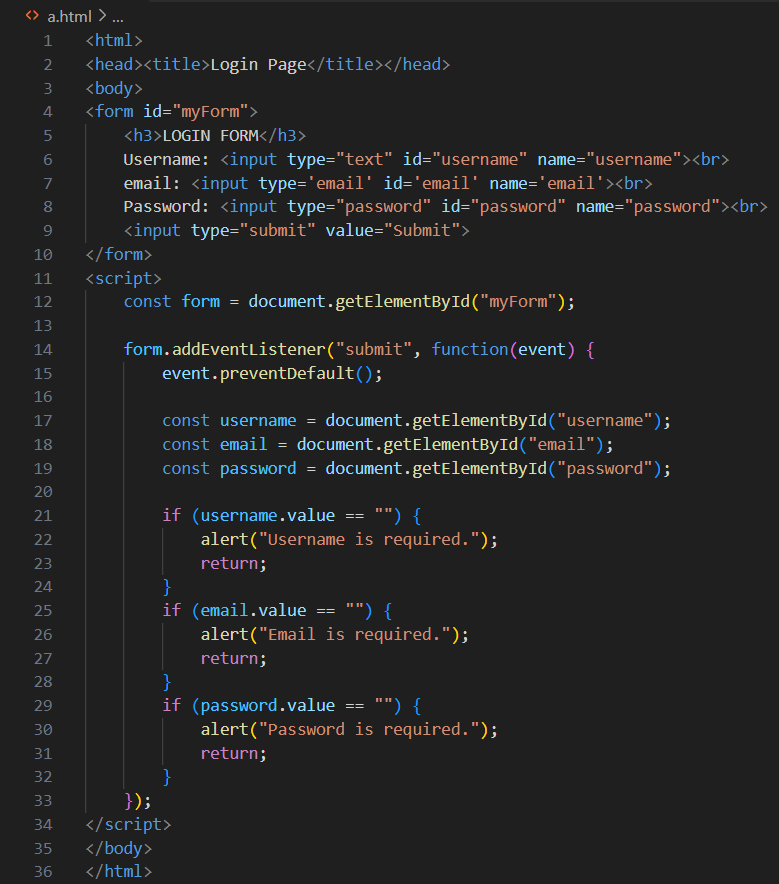 <> a.html > ...
1 <html>
2 <head><title>Login Page</title></head>
3 <body>
4 <form id="myForm">
5     <h3>LOGIN FORM</h3>
6     Username: <input type="text" id="username" name="username"><br>
7     email: <input type='email' id='email' name='email'><br>
8     Password: <input type="password" id="password" name="password"><br>
9     <input type="submit" value="Submit">
10 </form>
11 <script>
12     const form = document.getElementById("myForm");
13
14     form.addEventListener("submit", function(event) {
15         event.preventDefault();
16
17         const username = document.getElementById("username");
18         const email = document.getElementById("email");
19         const password = document.getElementById("password");
20
21         if (username.value == "") {
22             alert("Username is required.");
23             return;
24         }
25         if (email.value == "") {
26             alert("Email is required.");
27             return;
28         }
29         if (password.value == "") {
30             alert("Password is required.");
31             return;
32         }
33     });
34 </script>
35 </body>
36 </html>